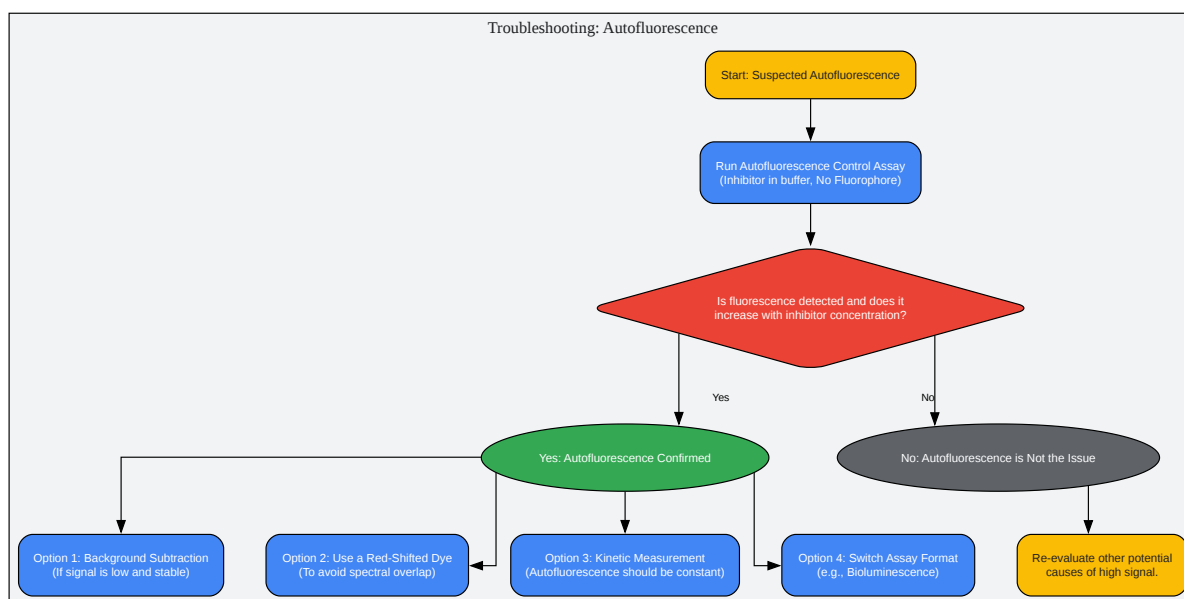 Troubleshooting: Autofluorescence
Start: Suspected Autofluorescence
Run Autofluorescence Control Assay
(Inhibitor in buffer, No Fluorophore)
Is fluorescence detected and does it
increase with inhibitor concentration?
Yes
No
Yes: Autofluorescence Confirmed
No: Autofluorescence is Not the Issue
Option 1: Background Subtraction
(If signal is low and stable)
Option 2: Use a Red-Shifted Dye
(To avoid spectral overlap)
Option 3: Kinetic Measurement
(Autofluorescence should be constant)
Option 4: Switch Assay Format
(e.g., Bioluminescence)
Re-evaluate other potential
causes of high signal.